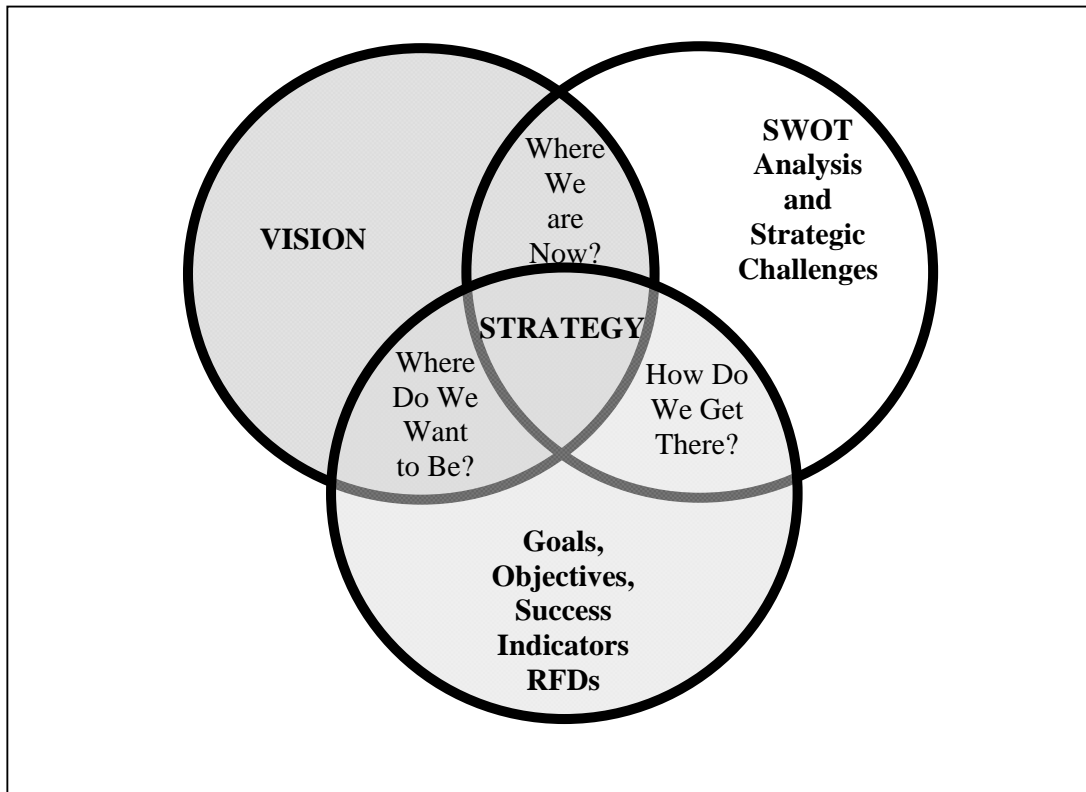 VISION
Where
We
are
Now?
SWOT
Analysis
and
Strategic
Challenges
STRATEGY
Where
Do We
Want
to Be?
How Do
We Get
There?
Goals,
Objectives,
Success
Indicators
RFDs